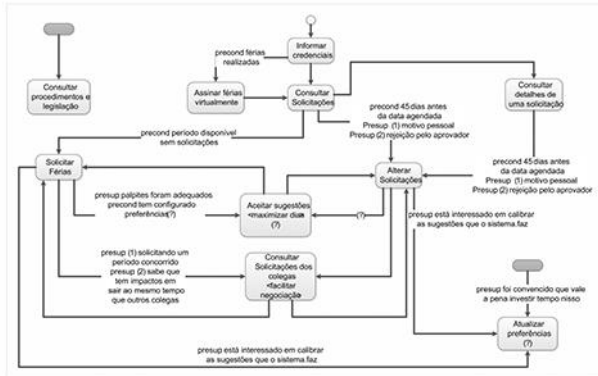 Informar
credenciais
precond férias
realizadas
Consultar
procedimentos e
legislação
Assinar férias
virtualmente
Consultar
Solicitações
Consultar
detalhes de
uma solicitação
precond 45 dias antes
da data agendada
Presup (1) motivo pessoal
Presup (2) rejeição pelo aprovador
precond período disponível
sem solicitações
Solicitar
Férias
Alterar
Solicitações
precond 45 dias antes
da data agendada
Presup (1) motivo pessoal
Presup (2) rejeição pelo aprovador
presup palpites foram adequados
precond tem configurado
preferências(?)
Aceitar sugestões
<maximizar dias>
(?)
(?)
presup está interessado em calibrar
as sugestões que o sistema.faz
presup (1) solicitando um
período concorrido
presup (2) sabe que
tem impactos em
sair ao mesmo tempo
que outros colegas
Consultar
Solicitações dos
colegas
<facilitar
negociação>
presup foi convencido que vale
a pena investir tempo nisso
Atualizar
preferências
(?)
presup está interessado em calibrar
as sugestões que o sistema.faz